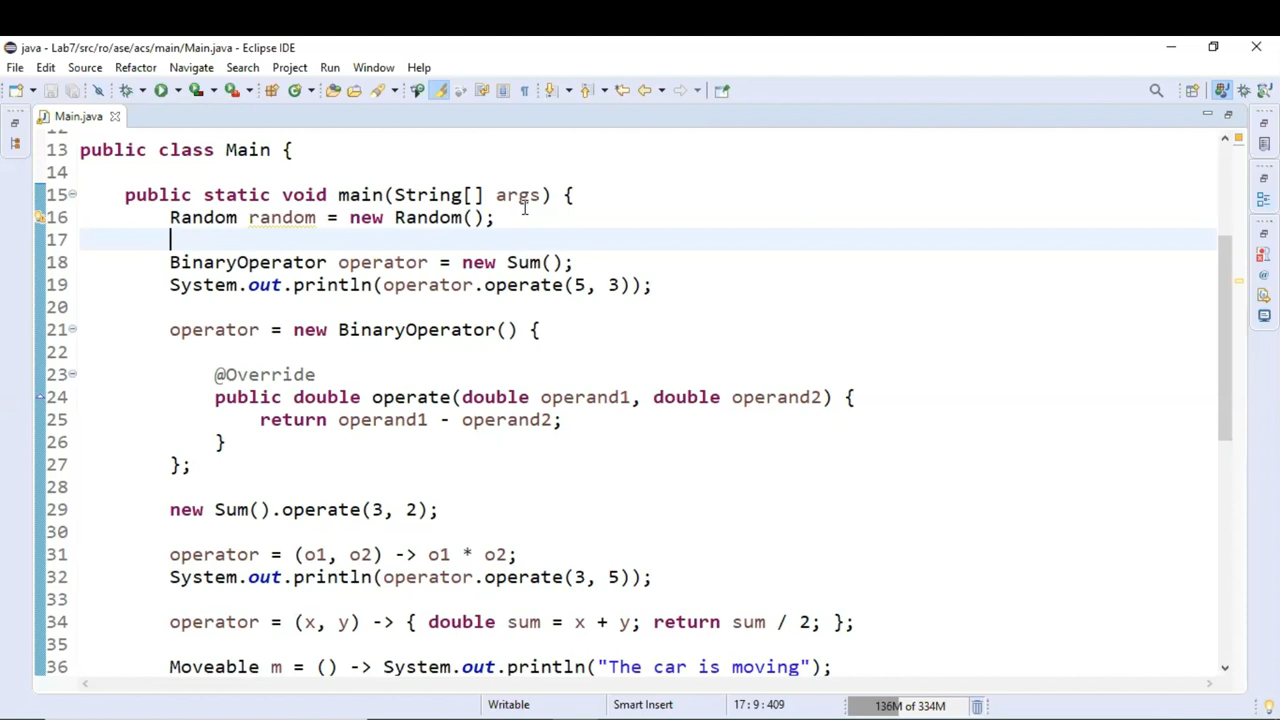 java - Lab7/src/ro/ase/acs/main/Main.java - Eclipse IDE
File Edit Source Refactor Navigate Search Project Run Window Help
Main.java
12
13 public class Main {
14
15 public static void main(String[] args) {
16 Random random = new Random();
17
18 BinaryOperator operator = new Sum();
19 System.out.println(operator.operate(5, 3));
20
21 operator = new BinaryOperator() {
22
23 @Override
24 public double operate(double operand1, double operand2) {
25 return operand1 - operand2;
26 }
27 };
28
29 new Sum().operate(3, 2);
30
31 operator = (o1, o2) -> o1 * o2;
32 System.out.println(operator.operate(3, 5));
33
34 operator = (x, y) -> { double sum = x + y; return sum / 2; };
35
36 Moveable m = () -> System.out.println("The car is moving");
Writable Smart Insert 17 : 9 : 409 136M of 334M